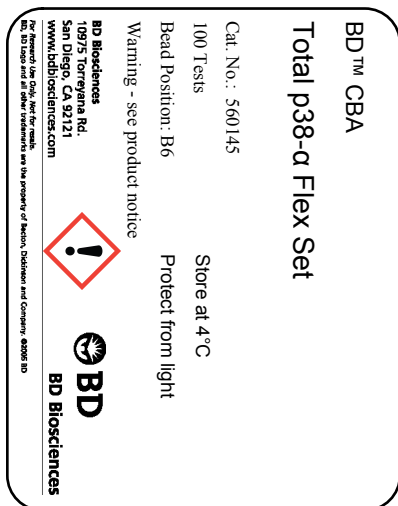 BD™ CBA
Total p38-α Flex Set
Cat. No.: 560145
100 Tests Store at 4°C
Bead Position: B6 Protect from light
Warning - see product notice
BD Biosciences
10975 Torreyana Rd.
San Diego, CA 92121
www.bdbiosciences.com
BD
BD Biosciences
For Research Use Only. Not for resale.
BD, BD Logo and all other trademarks are the property of Becton, Dickinson and Company. ©2005 BD